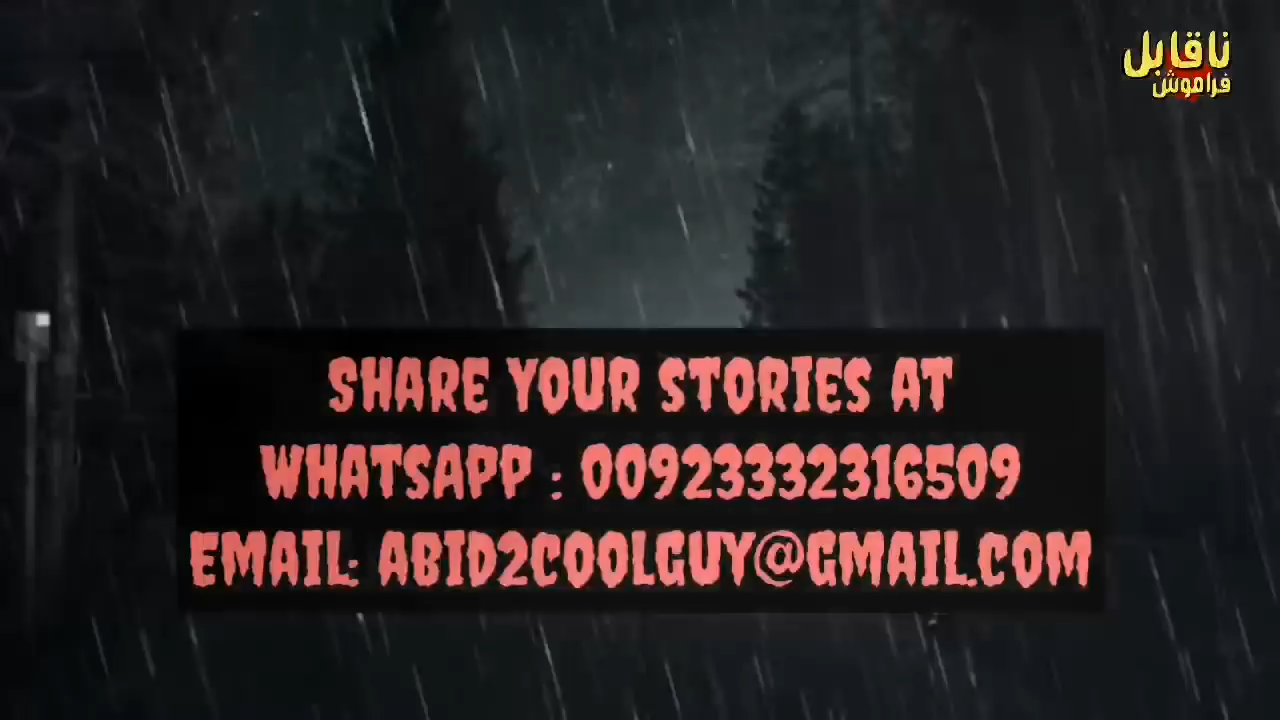 ناقابل
فراموش
SHARE YOUR STORIES AT
WHATSAPP : 00923332316509
EMAIL: ABID2COOLGUY@GMAIL.COM